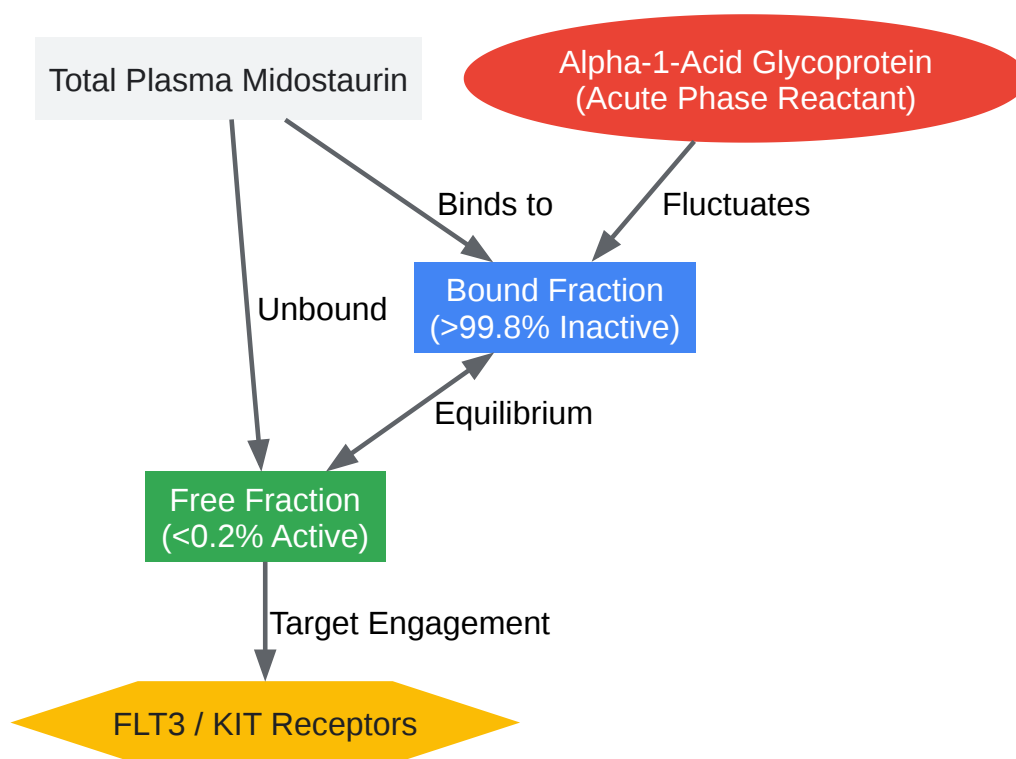 Total Plasma Midostaurin
Alpha-1-Acid Glycoprotein
(Acute Phase Reactant)
Binds to
Fluctuates
Bound Fraction
(>99.8% Inactive)
Unbound
Equilibrium
Free Fraction
(<0.2% Active)
Target Engagement
FLT3 / KIT Receptors